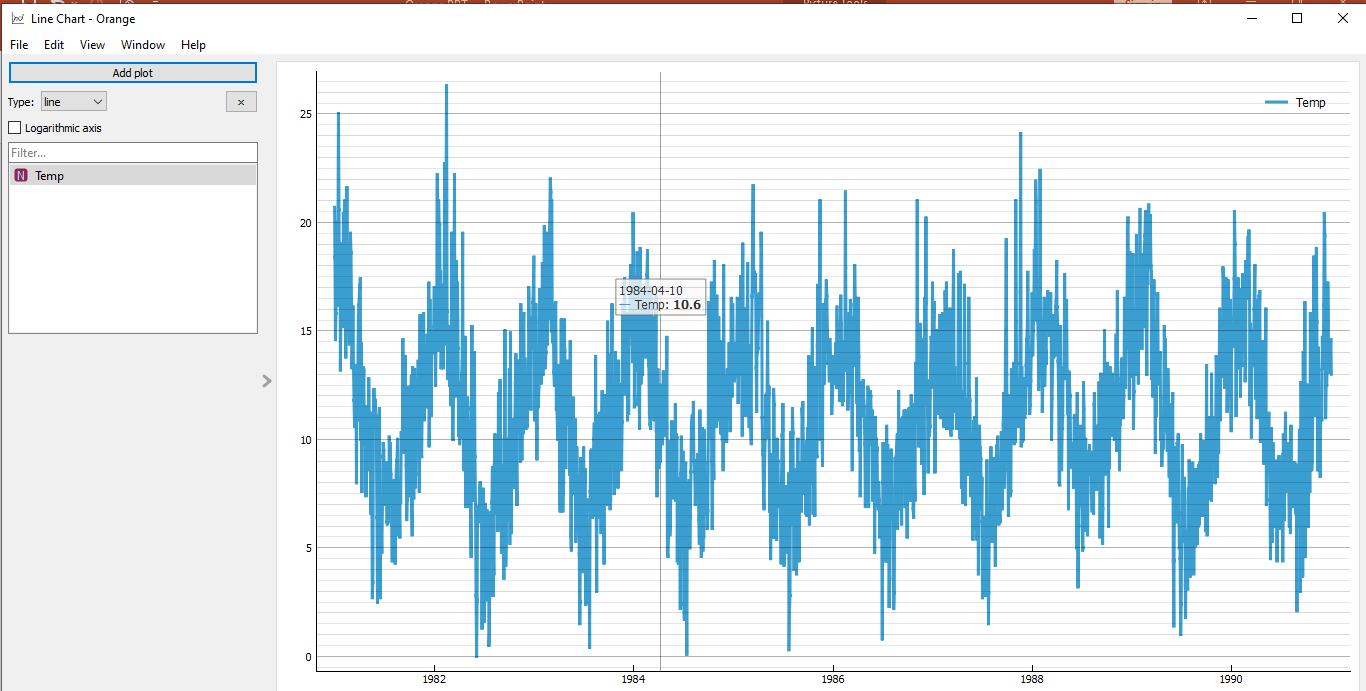 Line Chart - Orange
File Edit View Window Help
Add plot
Type: line
Logarithmic axis
Filter...
N Temp
Temp
25
20
15
10
5
0
1984-04-10
Temp: 10.6
1982 1984 1986 1988 1990